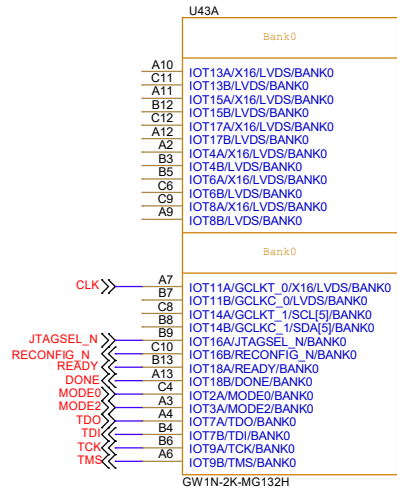 U43A
Bank0
A10 IOT13A/X16/LVDS/BANK0
C11 IOT13B/LVDS/BANK0
A11 IOT15A/X16/LVDS/BANK0
B12 IOT15B/LVDS/BANK0
C12 IOT17A/X16/LVDS/BANK0
A12 IOT17B/LVDS/BANK0
A2 IOT4A/X16/LVDS/BANK0
B3 IOT4B/LVDS/BANK0
B5 IOT6A/X16/LVDS/BANK0
C6 IOT6B/LVDS/BANK0
C9 IOT8A/X16/LVDS/BANK0
A9 IOT8B/LVDS/BANK0
Bank0
CLK A7 IOT11A/GCLKT_0/X16/LVDS/BANK0
B7 IOT11B/GCLKC_0/LVDS/BANK0
C8 IOT14A/GCLKT_1/SCL[5]/BANK0
B8 IOT14B/GCLKC_1/SDA[5]/BANK0
JTAGSEL_N B9 IOT16A/JTAGSEL_N/BANK0
RECONFIG_N C10 IOT16B/RECONFIG_N/BANK0
READY B13 IOT18A/READY/BANK0
DONE A13 IOT18B/DONE/BANK0
MODE0 C4 IOT2A/MODE0/BANK0
MODE2 A3 IOT3A/MODE2/BANK0
TDO A4 IOT7A/TDO/BANK0
TDI B4 IOT7B/TDI/BANK0
TCK B6 IOT9A/TCK/BANK0
TMS A6 IOT9B/TMS/BANK0
GW1N-2K-MG132H